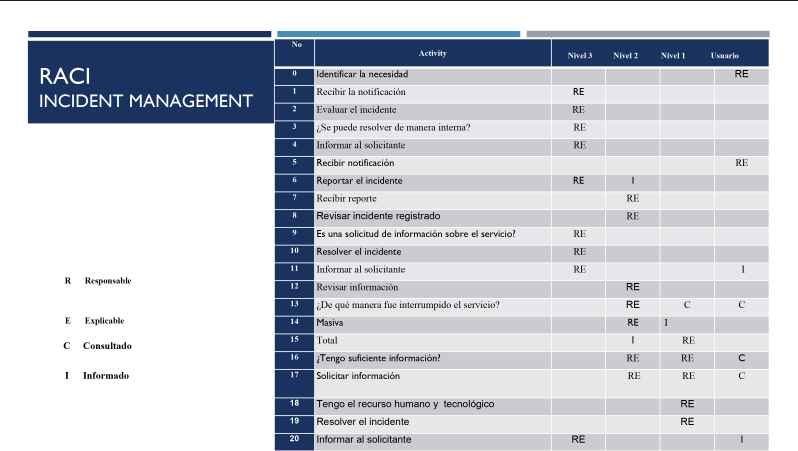 RACI
INCIDENT MANAGEMENT
R Responsable
E Explicable
C Consultado
I Informado
No Activity Nivel 3 Nivel 2 Nivel 1 Usuario
0 Identificar la necesidad RE
1 Recibir la notificación RE
2 Evaluar el incidente RE
3 ¿Se puede resolver de manera interna? RE
4 Informar al solicitante RE
5 Recibir notificación RE
6 Reportar el incidente RE I
7 Recibir reporte RE
8 Revisar incidente registrado RE
9 Es una solicitud de información sobre el servicio? RE
10 Resolver el incidente RE
11 Informar al solicitante RE I
12 Revisar información RE
13 ¿De qué manera fue interrumpido el servicio? RE C C
14 Masiva RE I
15 Total I RE
16 ¿Tengo suficiente información? RE RE C
17 Solicitar información RE RE C
18 Tengo el recurso humano y tecnológico RE
19 Resolver el incidente RE
20 Informar al solicitante RE I